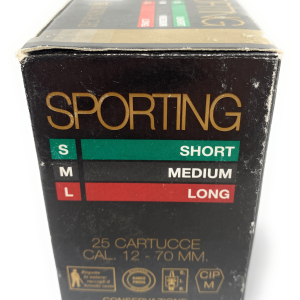 SPORTING
S SHORT
M MEDIUM
L LONG
25 CARTUCCE
CAL. 12 - 70 MM.
CIP
M